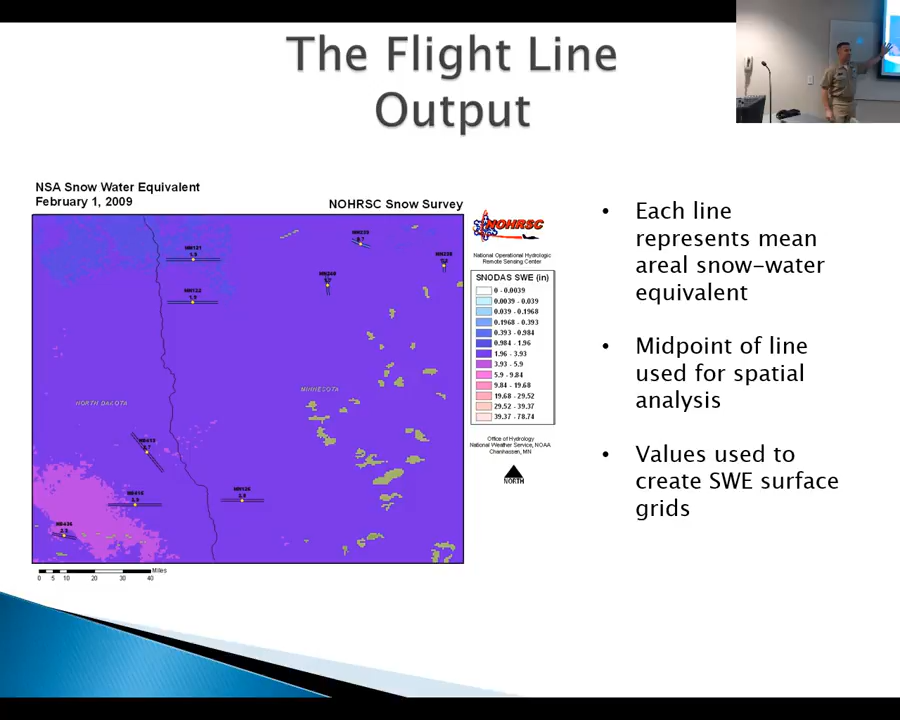 The Flight Line
Output
NSA Snow Water Equivalent
February 1, 2009
NOHRSC Snow Survey
NOHRSC
National Operational Hydrologic
Remote Sensing Center
SNODAS SWE (in)
0 - 0.0039
0.0039 - 0.039
0.039 - 0.1968
0.1968 - 0.393
0.393 - 0.984
0.984 - 1.96
1.96 - 3.93
3.93 - 5.9
5.9 - 9.84
9.84 - 19.68
19.68 - 29.52
29.52 - 39.37
39.37 - 78.74
Office of Hydrology
National Weather Service, NOAA
Chanhassen, MN
NORTH
NORTH DAKOTA
MINNESOTA
Miles
0 5 10 20 30 40
• Each line
represents mean
areal snow-water
equivalent
• Midpoint of line
used for spatial
analysis
• Values used to
create SWE surface
grids